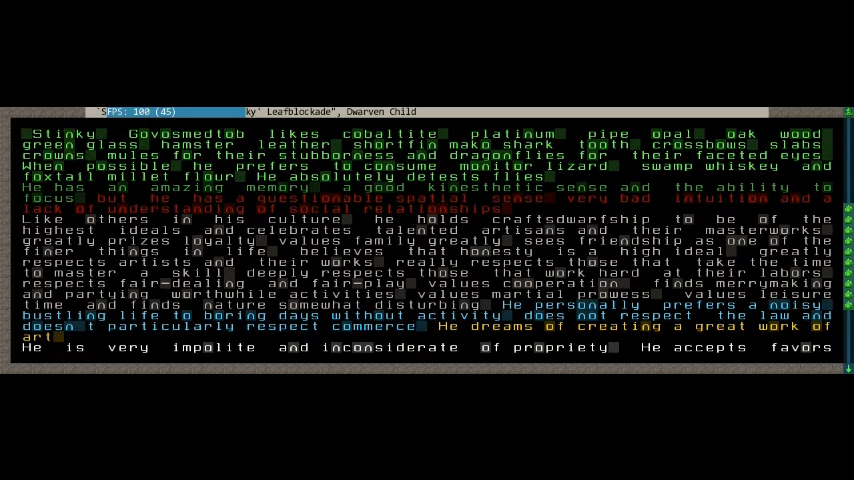 `S FPS: 100 (45) ky' Leafblockade", Dwarven Child
Stinky Govosmedtob likes cobaltite platinum pipe opal oak wood
green glass hamster leather shortfin mako shark tooth crossbows slabs
crowns mules for their stubborness and dragonflies for their faceted eyes
When possible he prefers to consume monitor lizard swamp whiskey and
foxtail millet flour He absolutely detests flies
He has an amazing memory a good kinesthetic sense and the ability to
focus but he has a questionable spatial sense very bad intuition and a
lack of understanding of social relationships
Like others in his culture he holds craftsdwarfship to be of the
highest ideals and celebrates talented artisans and their masterworks
greatly prizes loyalty values family greatly sees friendship as one of the
finer things in life believes that honesty is a high ideal greatly
respects artists and their works really respects those that take the time
to master a skill deeply respects those that work hard at their labors
respects fair-dealing and fair-play values cooperation finds merrymaking
and partying worthwhile activities values martial prowess values leisure
time and finds nature somewhat disturbing He personally prefers a noisy
bustling life to boring days without activity does not respect the law and
doesn t particularly respect commerce He dreams of creating a great work of
art
He is very impolite and inconsiderate of propriety He accepts favors